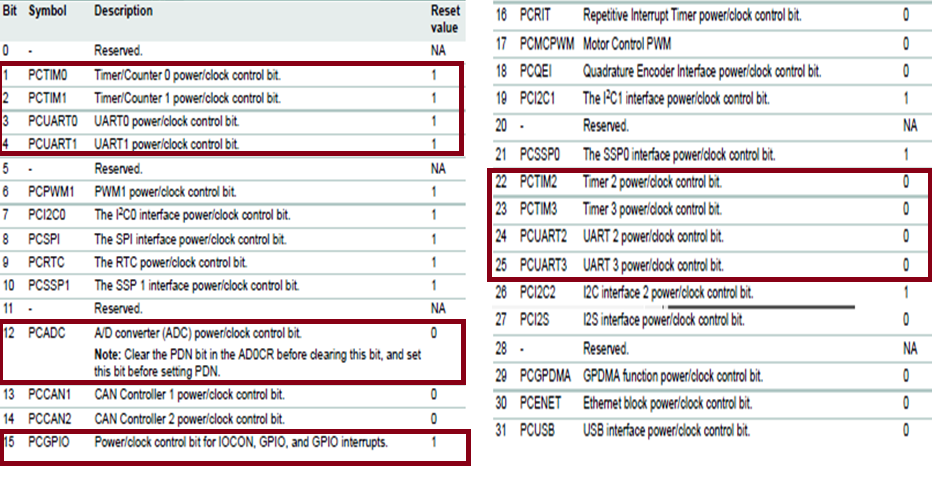 Bit Symbol Description Reset
value
0 - Reserved. NA
1 PCTIM0 Timer/Counter 0 power/clock control bit. 1
2 PCTIM1 Timer/Counter 1 power/clock control bit. 1
3 PCUART0 UART0 power/clock control bit. 1
4 PCUART1 UART1 power/clock control bit. 1
5 - Reserved. NA
6 PCPWM1 PWM1 power/clock control bit. 1
7 PCI2C0 The I²C0 interface power/clock control bit. 1
8 PCSPI The SPI interface power/clock control bit. 1
9 PCRTC The RTC power/clock control bit. 1
10 PCSSP1 The SSP 1 interface power/clock control bit. 1
11 - Reserved. NA
12 PCADC A/D converter (ADC) power/clock control bit. 0
Note: Clear the PDN bit in the AD0CR before clearing this bit, and set
this bit before setting PDN.
13 PCCAN1 CAN Controller 1 power/clock control bit. 0
14 PCCAN2 CAN Controller 2 power/clock control bit. 0
15 PCGPIO Power/clock control bit for IOCON, GPIO, and GPIO interrupts. 1
16 PCRIT Repetitive Interrupt Timer power/clock control bit. 0
17 PCMCPWM Motor Control PWM 0
18 PCQEI Quadrature Encoder Interface power/clock control bit. 0
19 PCI2C1 The I²C1 interface power/clock control bit. 1
20 - Reserved. NA
21 PCSSP0 The SSP0 interface power/clock control bit. 1
22 PCTIM2 Timer 2 power/clock control bit. 0
23 PCTIM3 Timer 3 power/clock control bit. 0
24 PCUART2 UART 2 power/clock control bit. 0
25 PCUART3 UART 3 power/clock control bit. 0
26 PCI2C2 I2C interface 2 power/clock control bit. 1
27 PCI2S I2S interface power/clock control bit. 0
28 - Reserved. NA
29 PCGPDMA GPDMA function power/clock control bit. 0
30 PCENET Ethernet block power/clock control bit. 0
31 PCUSB USB interface power/clock control bit. 0